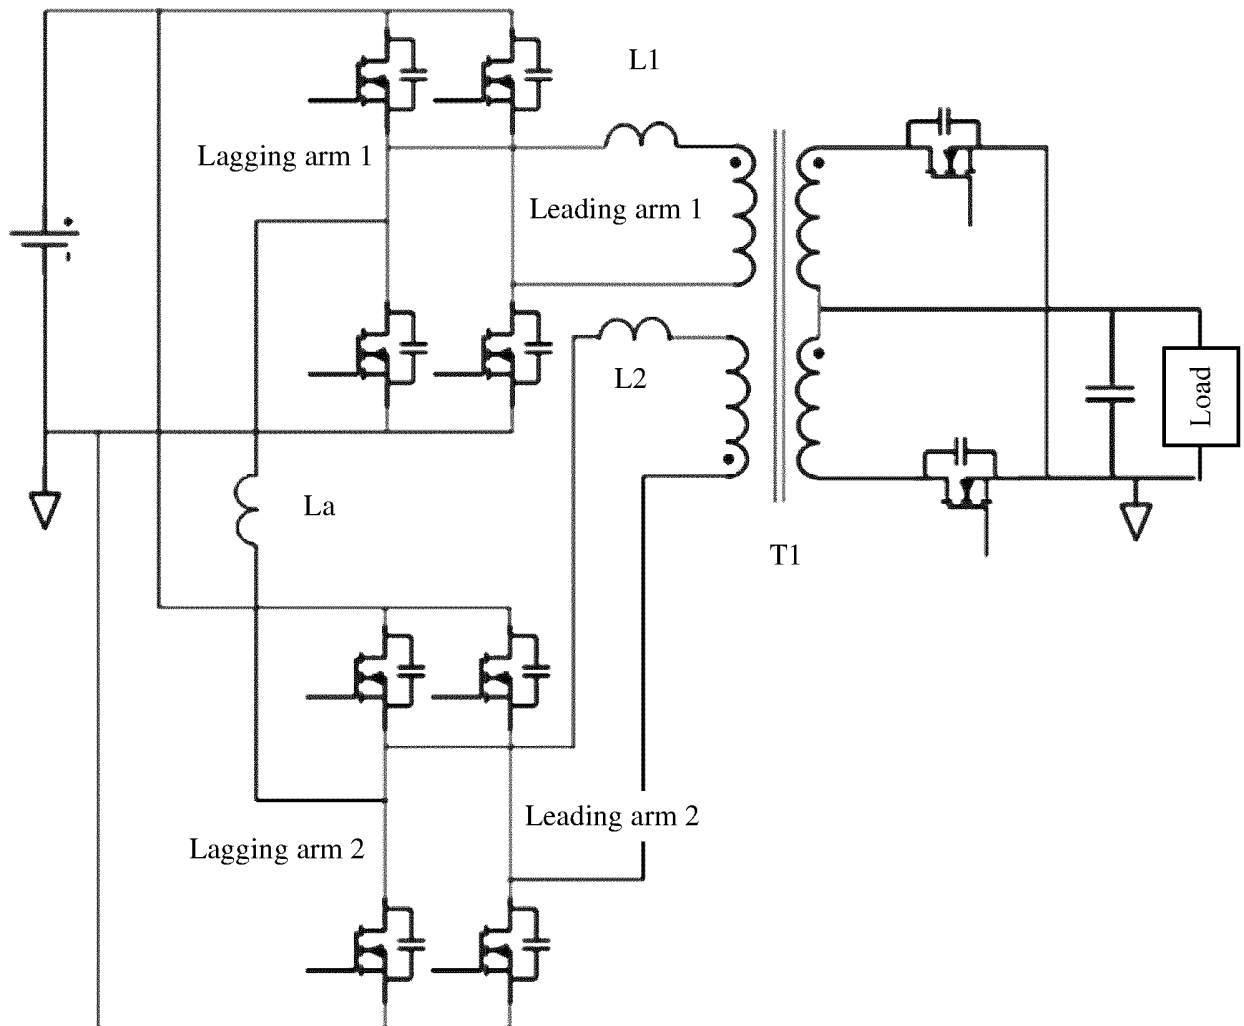 L1
Lagging arm 1
Leading arm 1
L2
Load
La
T1
Leading arm 2
Lagging arm 2